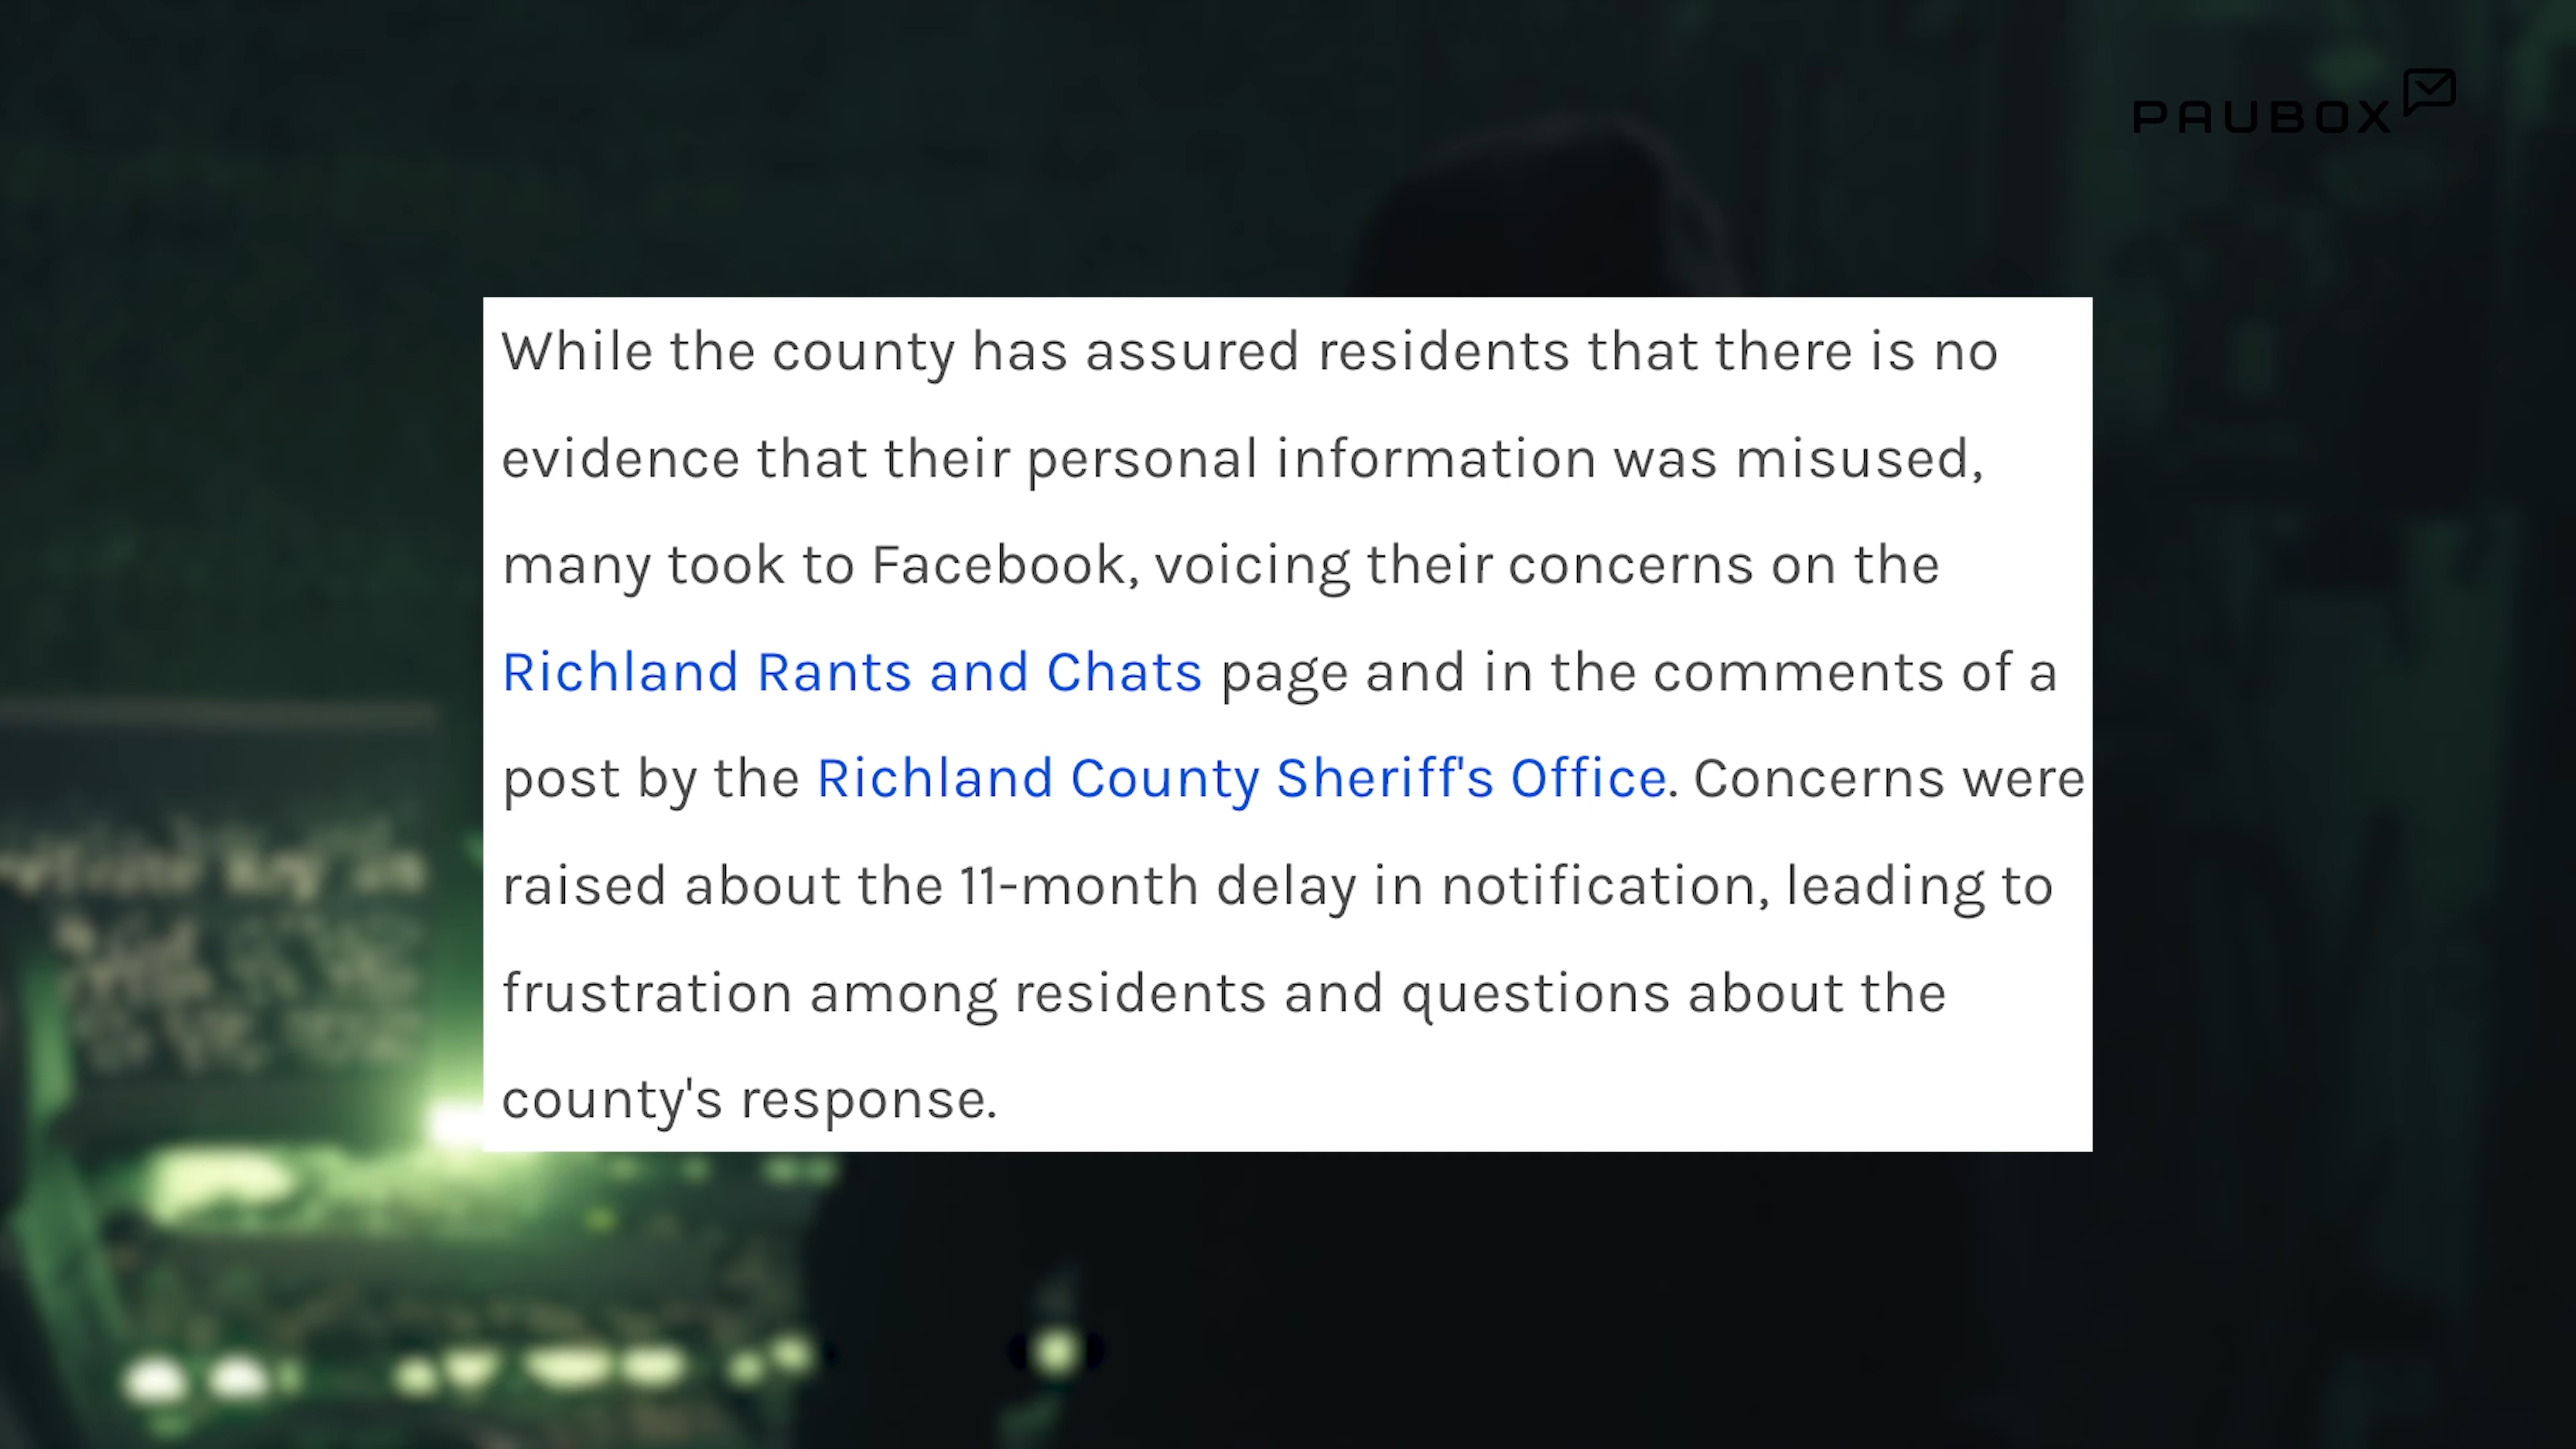 PAUBOX
While the county has assured residents that there is no
evidence that their personal information was misused,
many took to Facebook, voicing their concerns on the
Richland Rants and Chats page and in the comments of a
post by the Richland County Sheriff's Office. Concerns were
raised about the 11-month delay in notification, leading to
frustration among residents and questions about the
county's response.